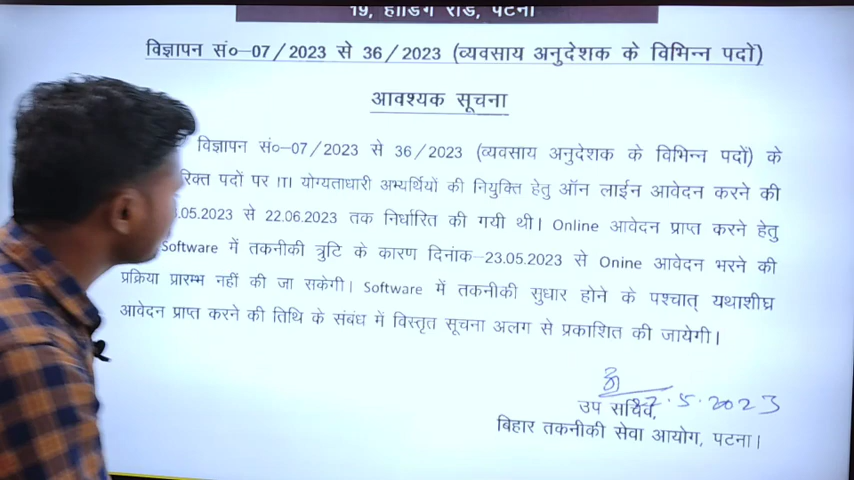 19, हार्डिंग रोड, पटना
विज्ञापन सं०–07/2023 से 36/2023 (व्यवसाय अनुदेशक के विभिन्न पदों)
आवश्यक सूचना
विज्ञापन सं०–07/2023 से 36/2023 (व्यवसाय अनुदेशक के विभिन्न पदों) के
रिक्त पदों पर ITI योग्यताधारी अभ्यर्थियों की नियुक्ति हेतु ऑन लाईन आवेदन करने की
.05.2023 से 22.06.2023 तक निर्धारित की गयी थी। Online आवेदन प्राप्त करने हेतु
Software में तकनीकी त्रुटि के कारण दिनांक–23.05.2023 से Onine आवेदन भरने की
प्रक्रिया प्रारम्भ नहीं की जा सकेगी। Software में तकनीकी सुधार होने के पश्चात् यथाशीघ्र
आवेदन प्राप्त करने की तिथि के संबंध में विस्तृत सूचना अलग से प्रकाशित की जायेगी।
.5.2023
उप सचिव,
बिहार तकनीकी सेवा आयोग, पटना।